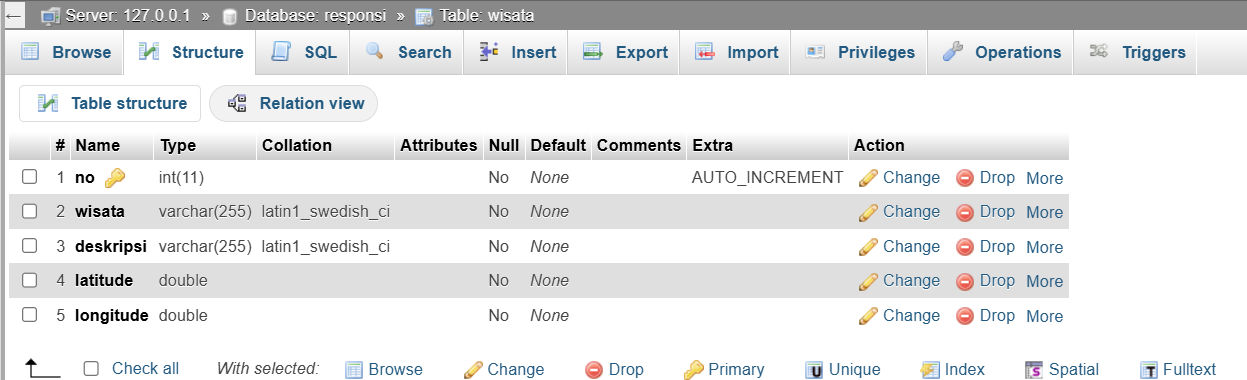 ← Server: 127.0.0.1 » Database: responsi » Table: wisata
Browse Structure SQL Search Insert Export Import Privileges Operations Triggers
Table structure Relation view
# Name Type Collation Attributes Null Default Comments Extra Action
1 no int(11) No None AUTO_INCREMENT Change Drop More
2 wisata varchar(255) latin1_swedish_ci No None Change Drop More
3 deskripsi varchar(255) latin1_swedish_ci No None Change Drop More
4 latitude double No None Change Drop More
5 longitude double No None Change Drop More
Check all With selected: Browse Change Drop Primary U Unique Index S Spatial T Fulltext